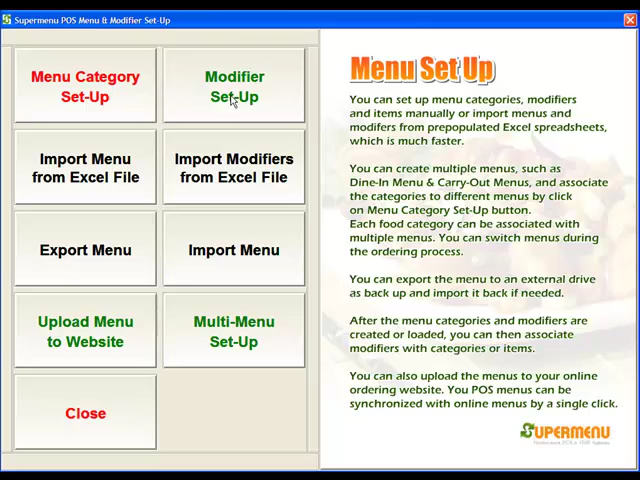 Supermenu POS Menu & Modifier Set-Up
Menu Category
Set-Up
Modifier
Set-Up
Import Menu
from Excel File
Import Modifiers
from Excel File
Export Menu
Import Menu
Upload Menu
to Website
Multi-Menu
Set-Up
Close
Menu Set Up
You can set up menu categories, modifiers
and items manually or import menus and
modifers from prepopulated Excel spreadsheets,
which is much faster.
You can create multiple menus, such as
Dine-In Menu & Carry-Out Menus, and associate
the categories to different menus by click
on Menu Category Set-Up button.
Each food category can be associated with
multiple menus. You can switch menus during
the ordering process.
You can export the menu to an external drive
as back up and import it back if needed.
After the menu categories and modifiers are
created or loaded, you can then associate
modifiers with categories or items.
You can also upload the menus to your online
ordering website. You POS menus can be
synchronized with online menus by a single click.
SUPERMENU